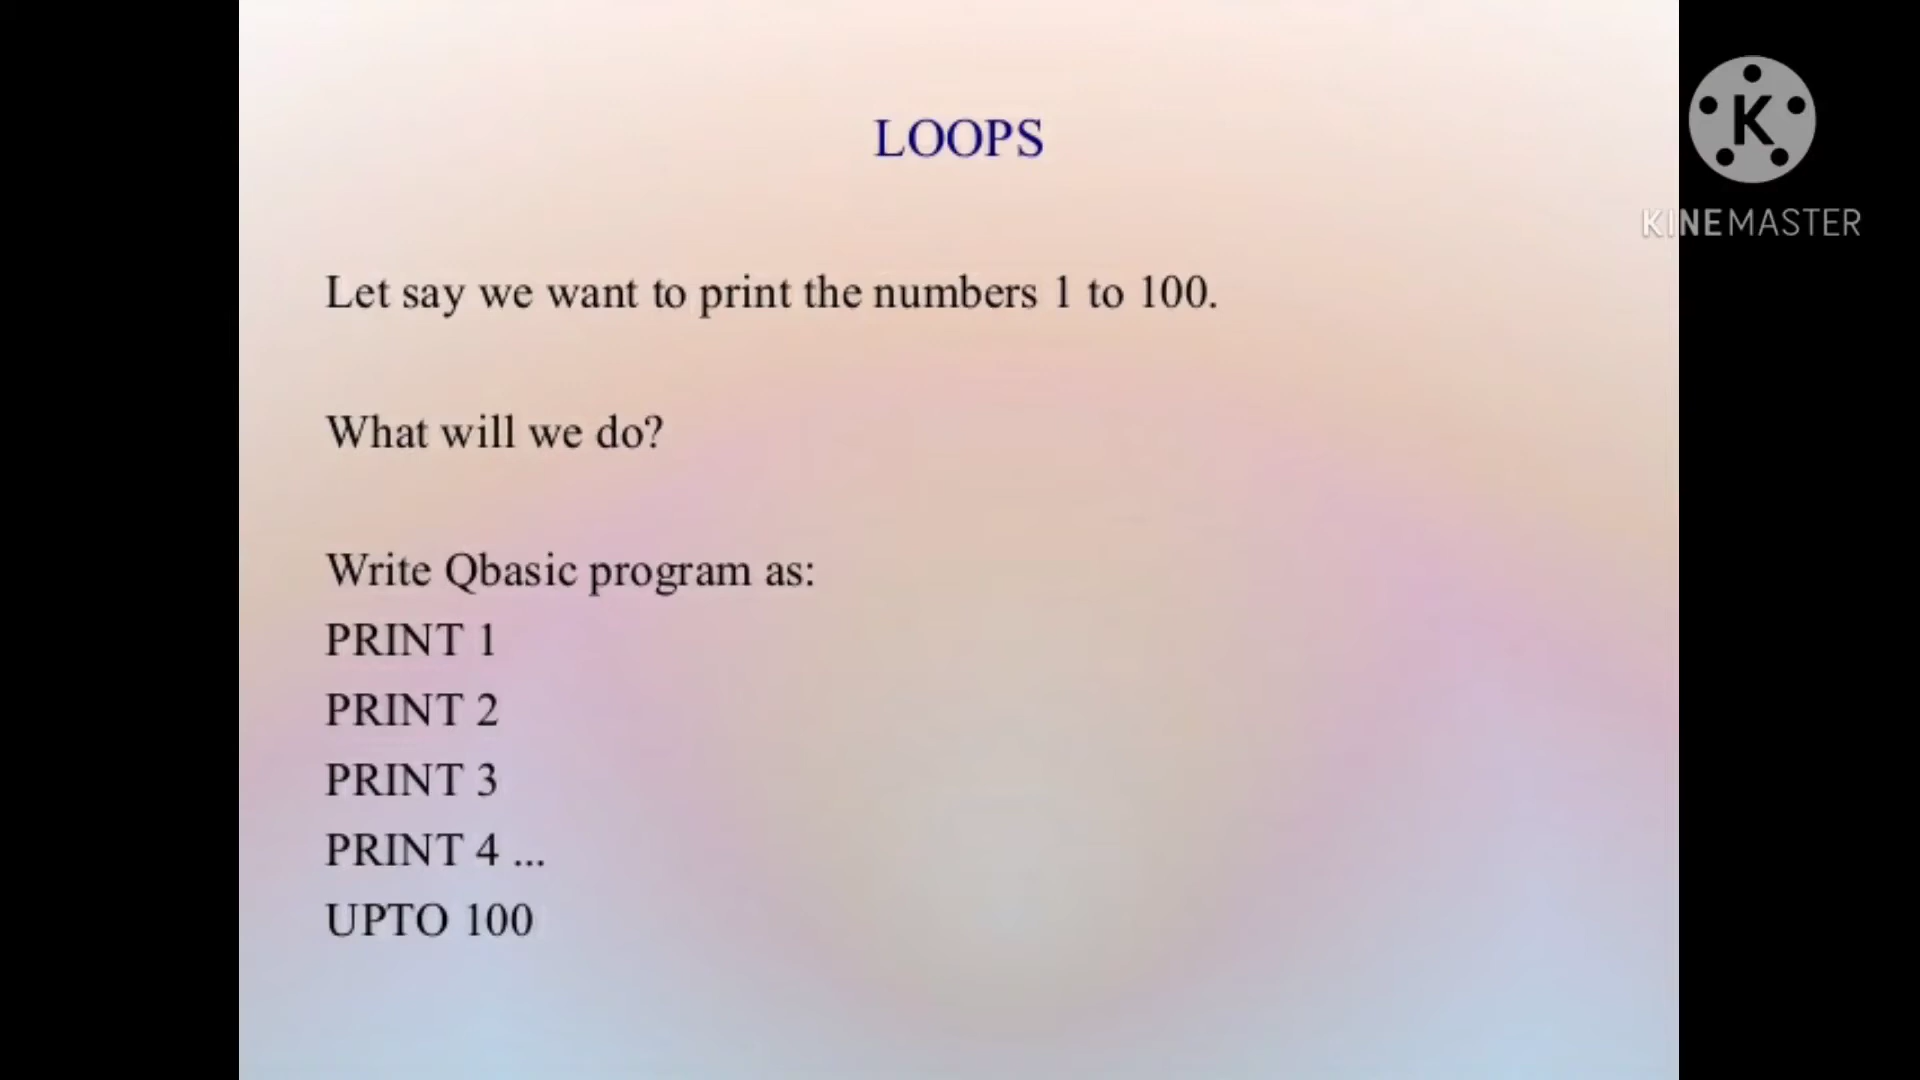 LOOPS
K
KINEMASTER
Let say we want to print the numbers 1 to 100.
What will we do?
Write Qbasic program as:
PRINT 1
PRINT 2
PRINT 3
PRINT 4 ...
UPTO 100